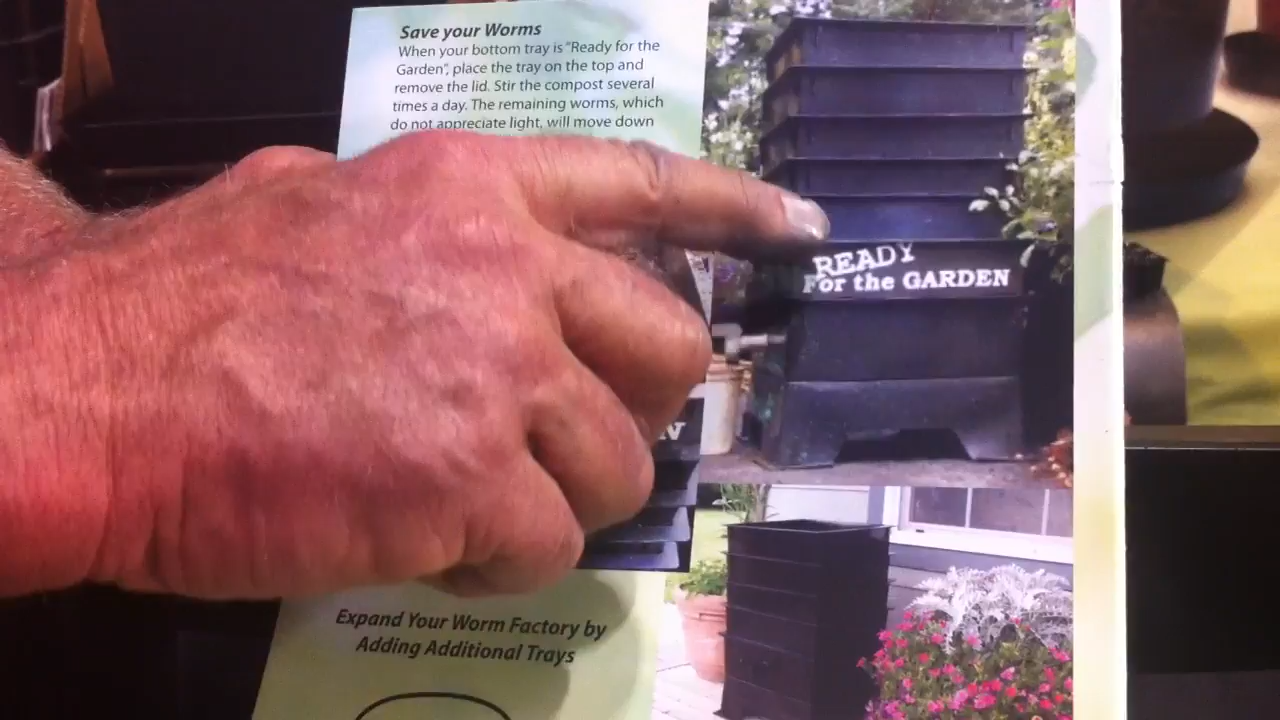 Save your Worms
When your bottom tray is "Ready for the
Garden", place the tray on the top and
remove the lid. Stir the compost several
times a day. The remaining worms, which
do not appreciate light, will move down
READY
For the GARDEN
Expand Your Worm Factory by
Adding Additional Trays